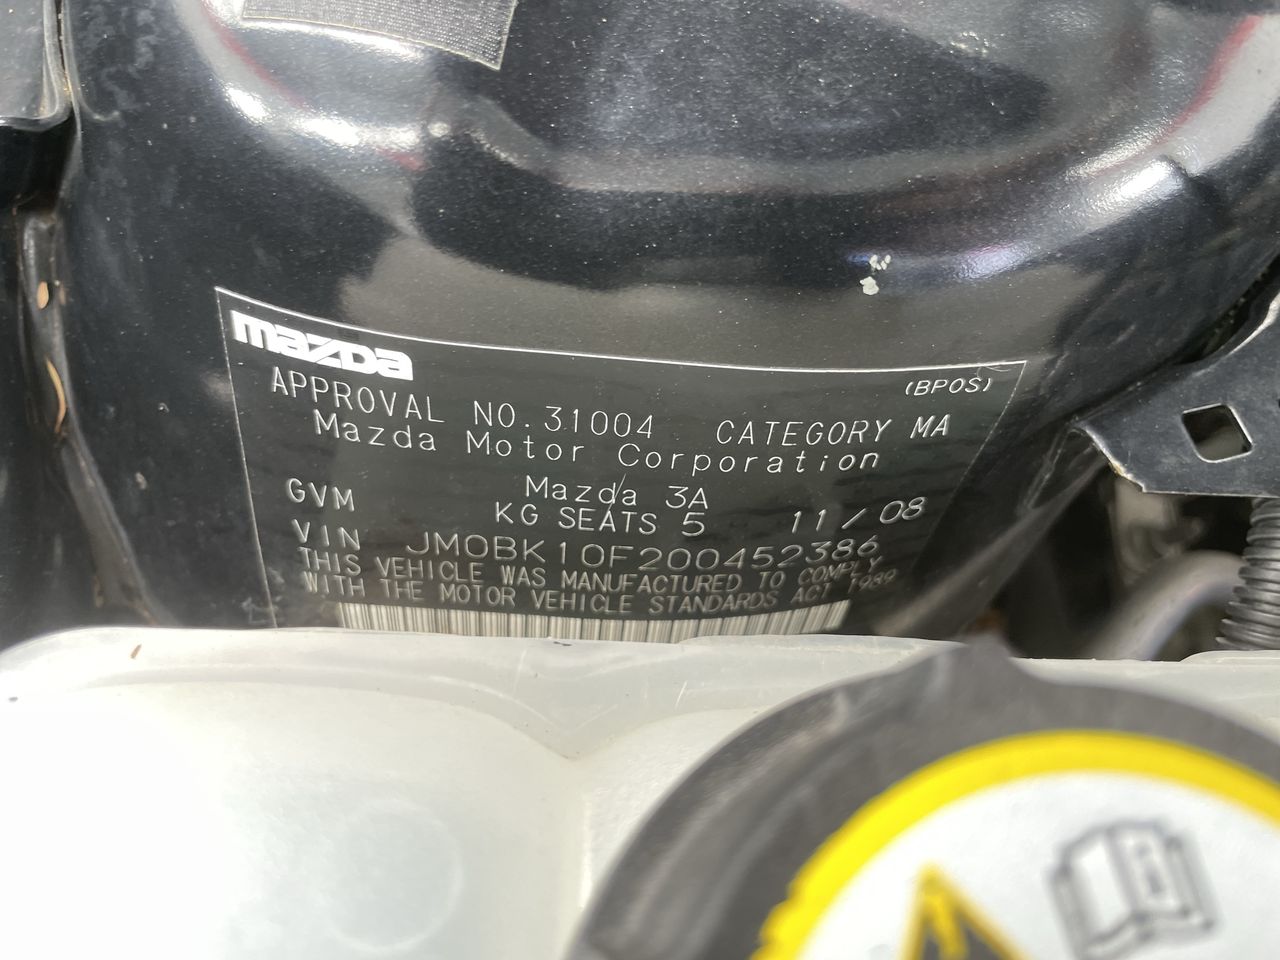 mazda
(BPOS)
APPROVAL NO.31004 CATEGORY MA
Mazda Motor Corporation
Mazda 3A
GVM KG SEATS 5 11/08
VIN JM0BK10F200452386
THIS VEHICLE WAS MANUFACTURED TO COMPLY
WITH THE MOTOR VEHICLE STANDARDS ACT 1989